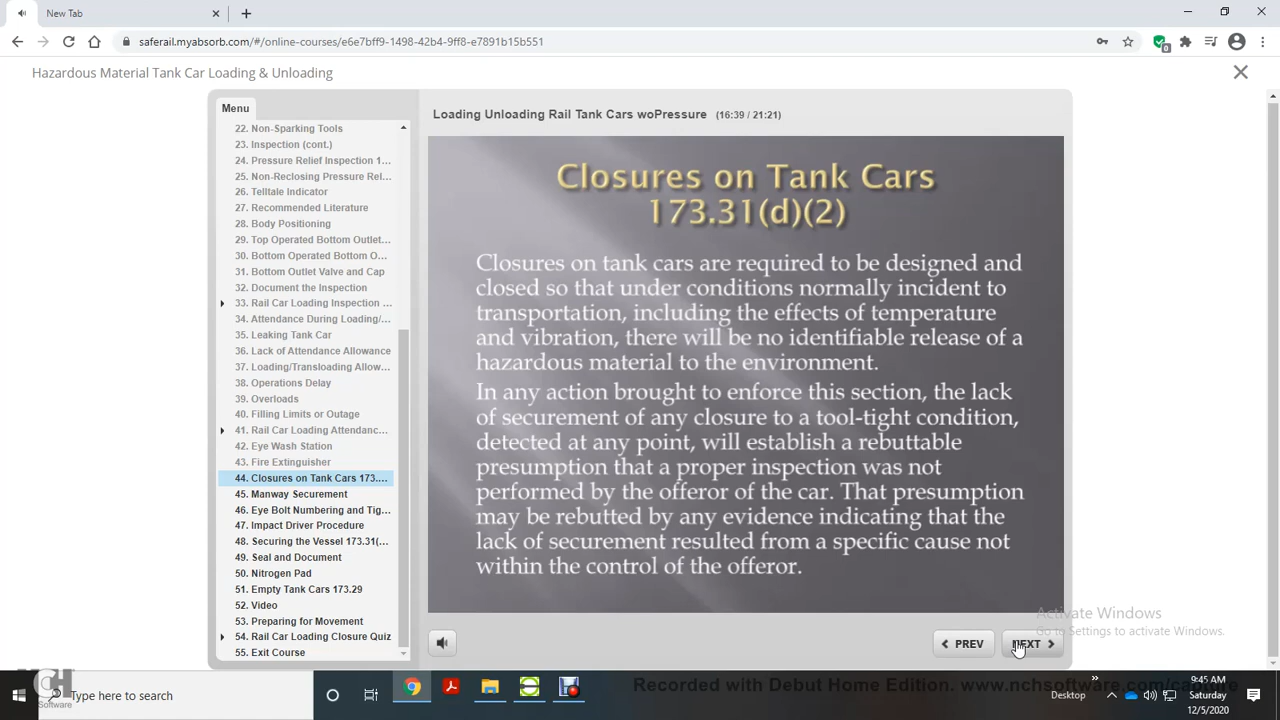 New Tab
saferail.myabsorb.com/#/online-courses/e6e7bff9-1498-42b4-9ff8-e7891b15b551
Hazardous Material Tank Car Loading & Unloading
Menu
22. Non-Sparking Tools
23. Inspection (cont.)
24. Pressure Relief Inspection 1...
25. Non-Reclosing Pressure Rel...
26. Telltale Indicator
27. Recommended Literature
28. Body Positioning
29. Top Operated Bottom Outlet...
30. Bottom Operated Bottom O...
31. Bottom Outlet Valve and Cap
32. Document the Inspection
33. Rail Car Loading Inspection ...
34. Attendance During Loading/...
35. Leaking Tank Car
36. Lack of Attendance Allowance
37. Loading/Transloading Allow...
38. Operations Delay
39. Overloads
40. Filling Limits or Outage
41. Rail Car Loading Attendanc...
42. Eye Wash Station
43. Fire Extinguisher
44. Closures on Tank Cars 173....
45. Manway Securement
46. Eye Bolt Numbering and Tig...
47. Impact Driver Procedure
48. Securing the Vessel 173.31(...
49. Seal and Document
50. Nitrogen Pad
51. Empty Tank Cars 173.29
52. Video
53. Preparing for Movement
54. Rail Car Loading Closure Quiz
55. Exit Course
Loading Unloading Rail Tank Cars woPressure (16:39 / 21:21)
Closures on Tank Cars
173.31(d)(2)
Closures on tank cars are required to be designed and
closed so that under conditions normally incident to
transportation, including the effects of temperature
and vibration, there will be no identifiable release of a
hazardous material to the environment.
In any action brought to enforce this section, the lack
of securement of any closure to a tool-tight condition,
detected at any point, will establish a rebuttable
presumption that a proper inspection was not
performed by the offeror of the car. That presumption
may be rebutted by any evidence indicating that the
lack of securement resulted from a specific cause not
within the control of the offeror.
PREV
NEXT
Activate Windows
Go to Settings to activate Windows.
NCH
Software
Type here to search
Recorded with Debut Home Edition. www.nchsoftware.com/capture
Desktop
9:45 AM
Saturday
12/5/2020